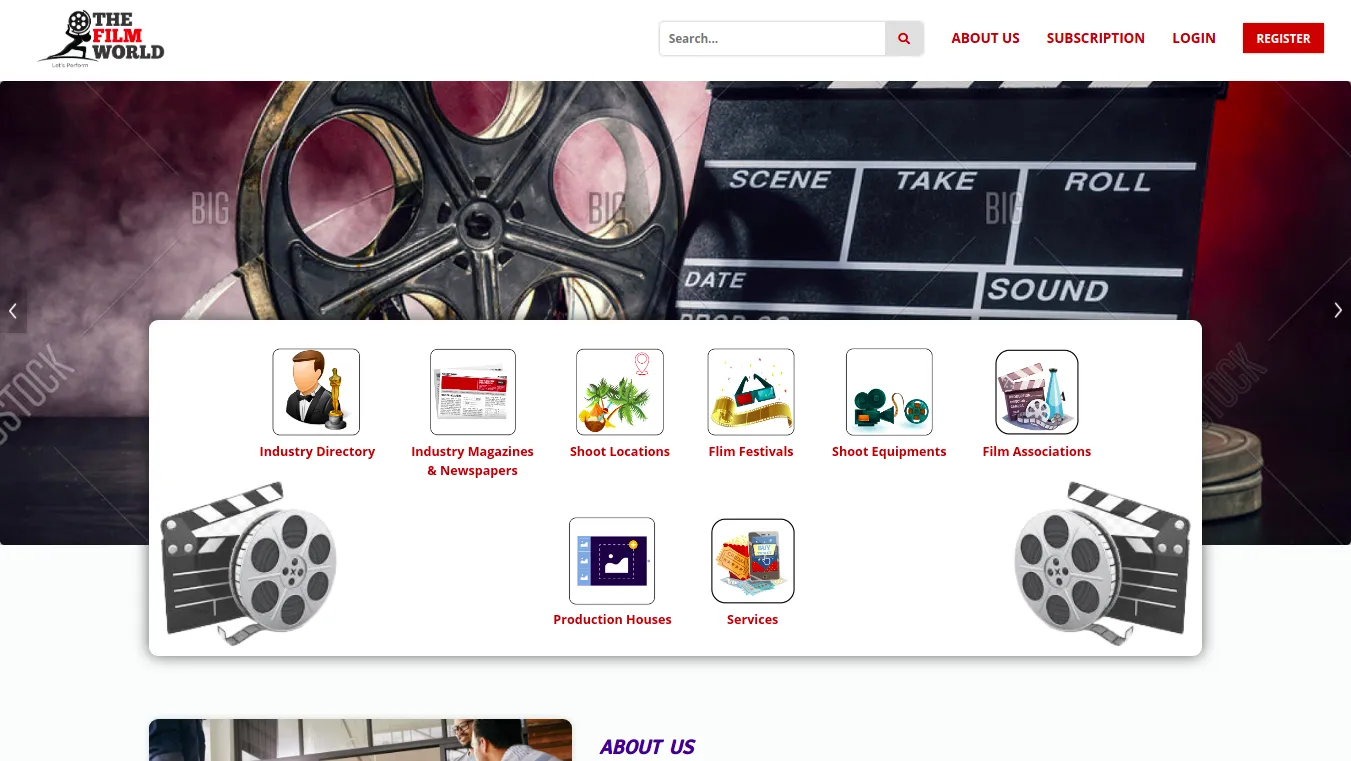 THE
FILM
WORLD
Let's Perform
Search...
ABOUT US
SUBSCRIPTION
LOGIN
REGISTER
SCENE
TAKE
ROLL
BIG
BIG
BIG
DATE
SOUND
STOCK
STOCK
Industry Directory
Industry Magazines
& Newspapers
Shoot Locations
Flim Festivals
Shoot Equipments
Film Associations
BUY
Production Houses
Services
ABOUT US